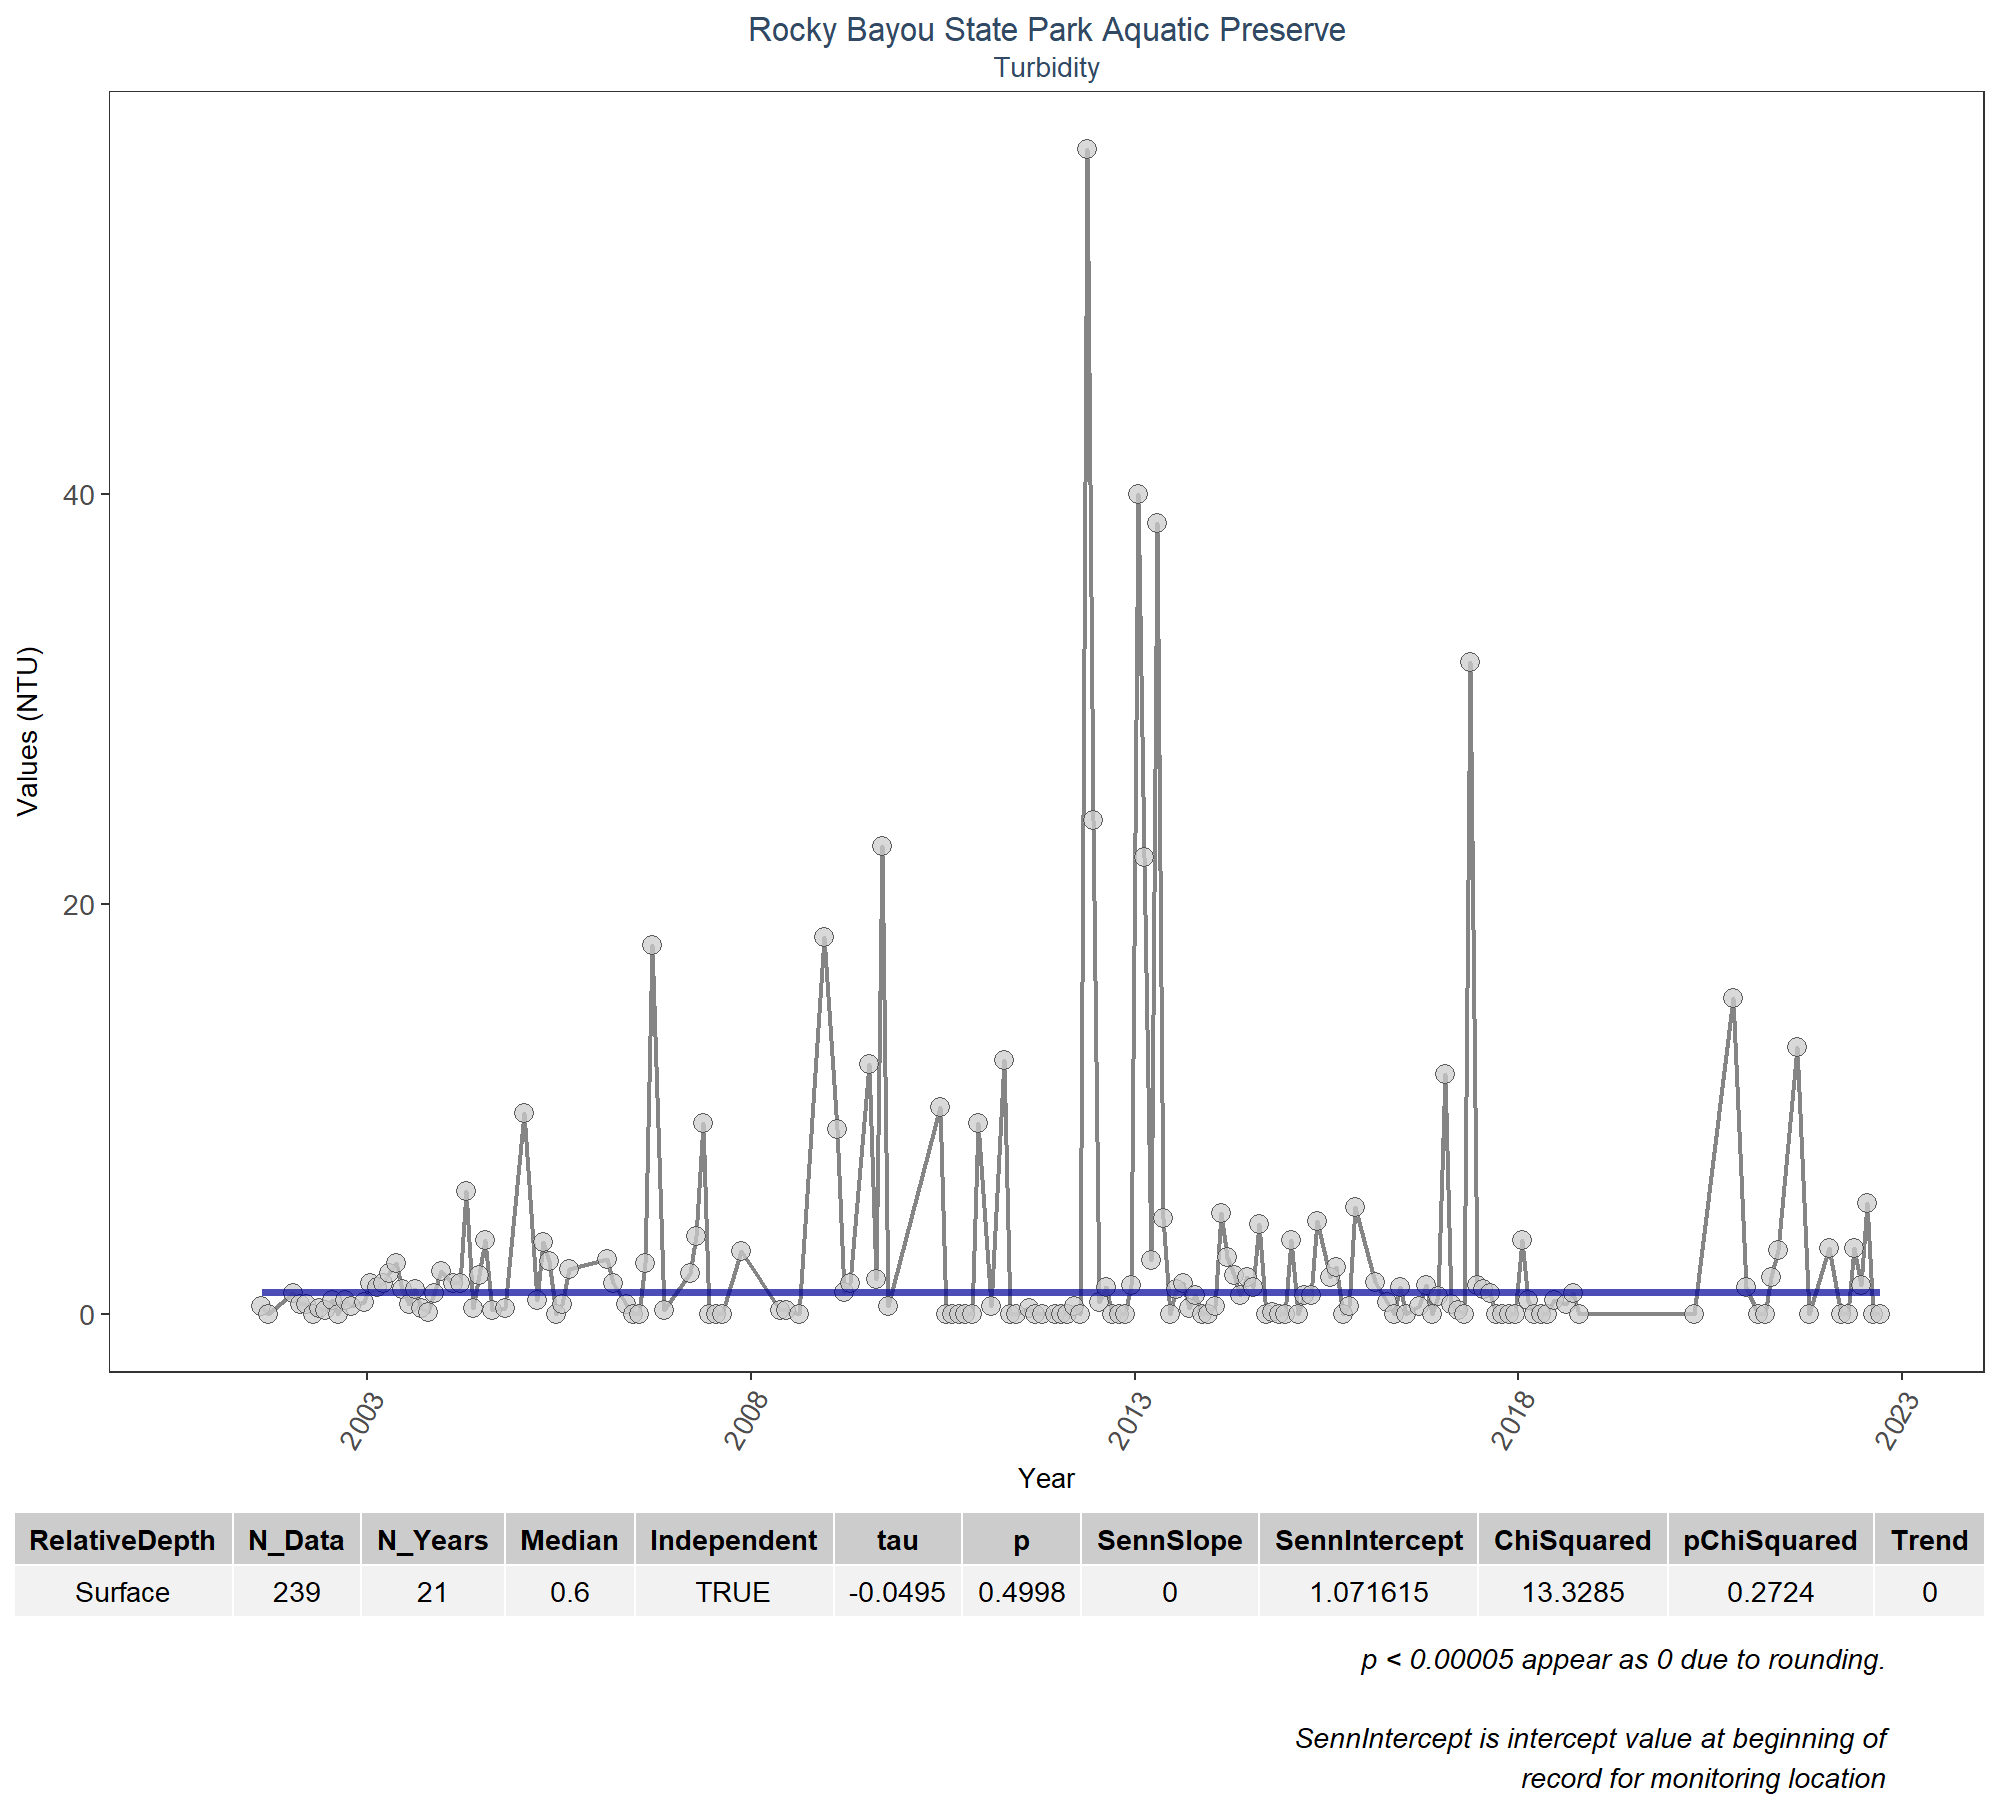 Rocky Bayou State Park Aquatic Preserve
Turbidity
Values (NTU)
40
20
0
2003 2008 2013 2018 2023
Year
RelativeDepth N_Data N_Years Median Independent tau p SennSlope SennIntercept ChiSquared pChiSquared Trend
Surface 239 21 0.6 TRUE -0.0495 0.4998 0 1.071615 13.3285 0.2724 0
p < 0.00005 appear as 0 due to rounding.
SennIntercept is intercept value at beginning of
record for monitoring location